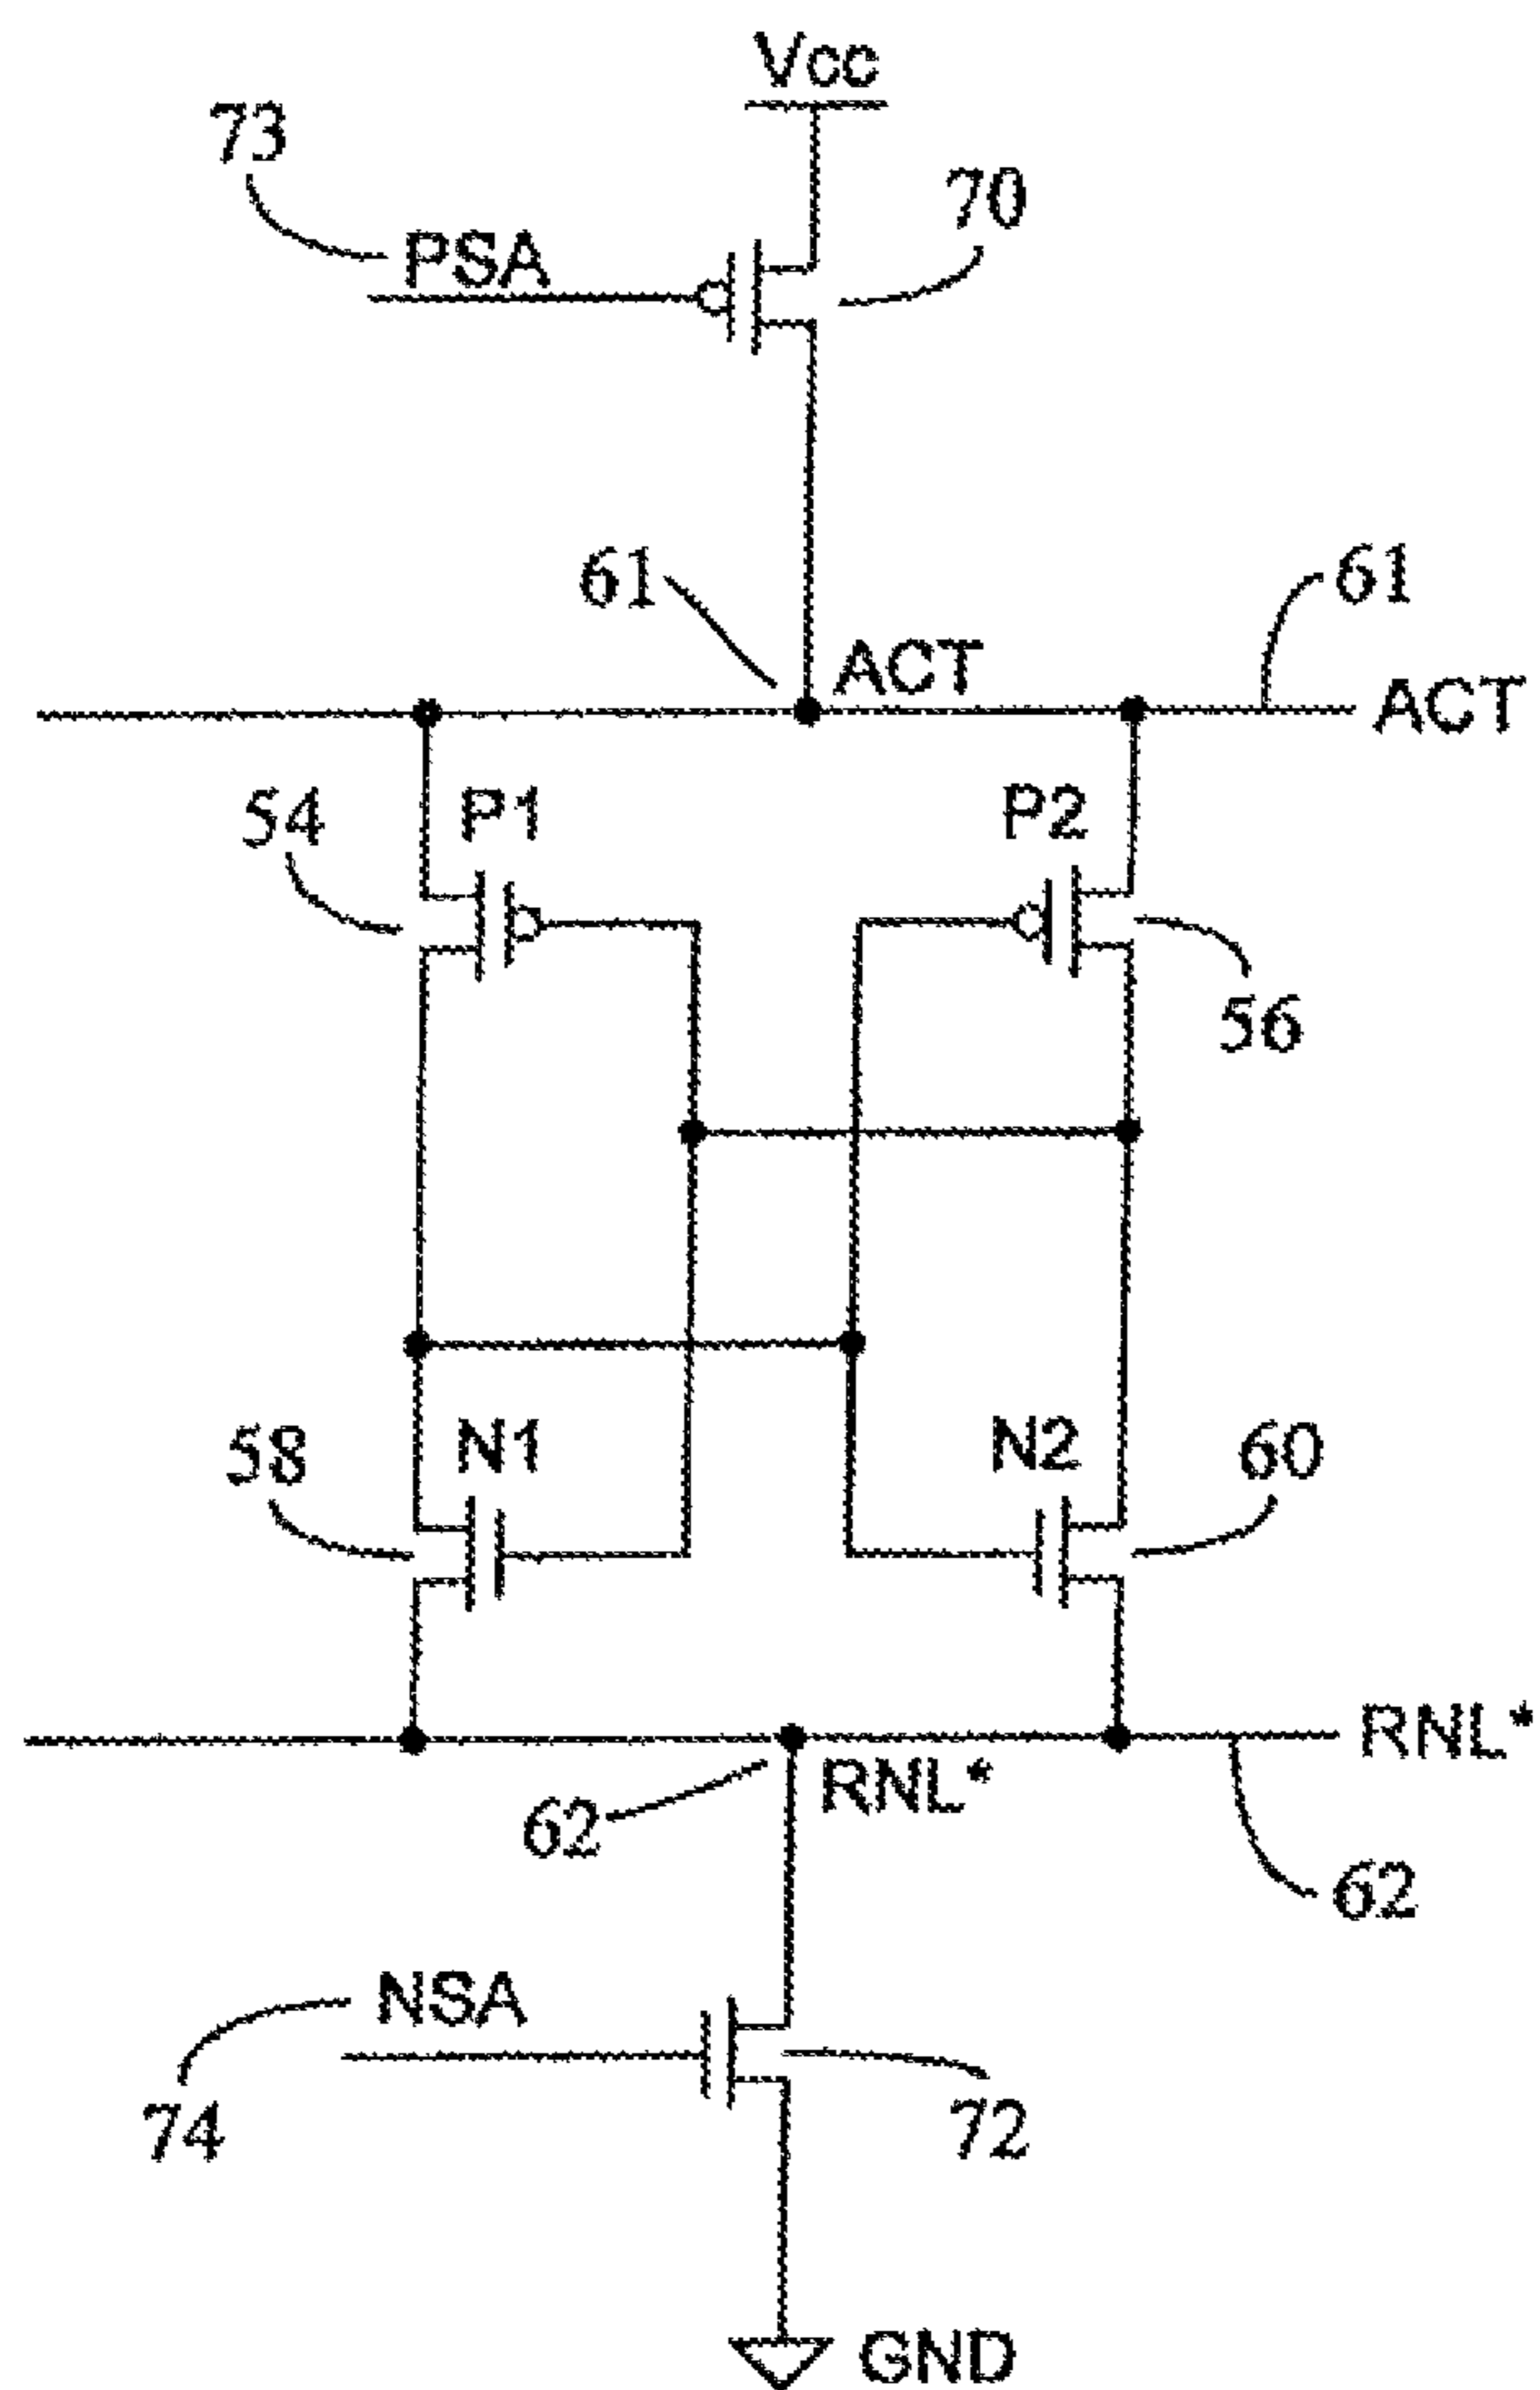 Vcc
73
70
PSA
61
61
ACT
ACT
54
P1
P2
56
58
N1
N2
60
RNL*
62
RNL*
62
NSA
74
72
GND